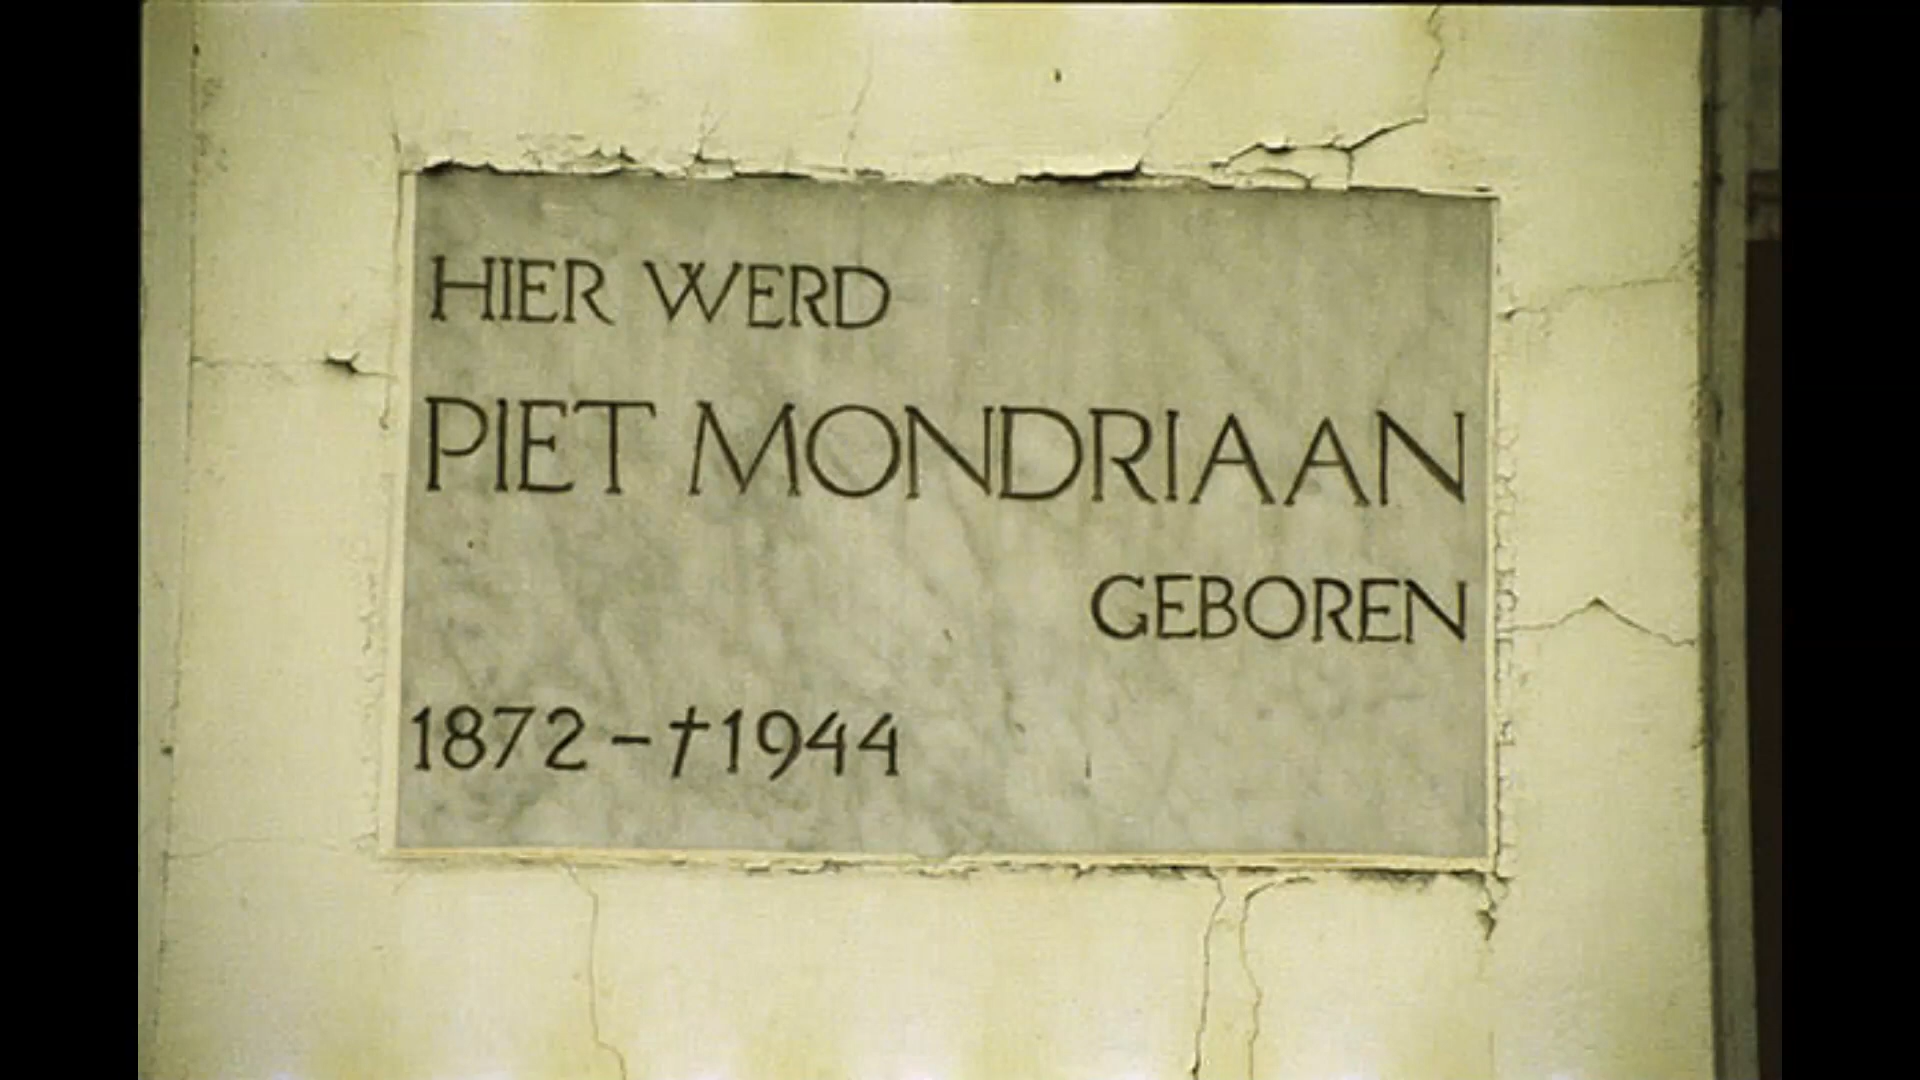 HIER WERD
PIET MONDRIAAN
GEBOREN
1872 – †1944